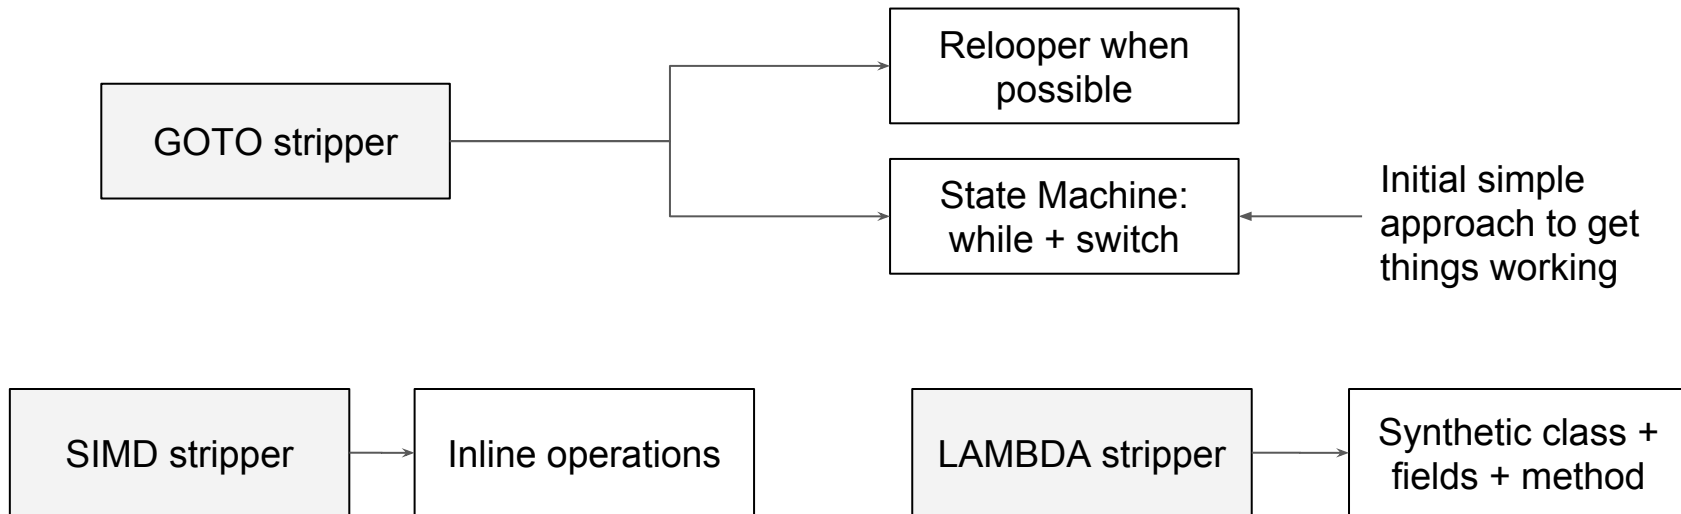 Relooper when
possible
GOTO stripper
State Machine:
while + switch
Initial simple
approach to get
things working
SIMD stripper
Inline operations
LAMBDA stripper
Synthetic class +
fields + method